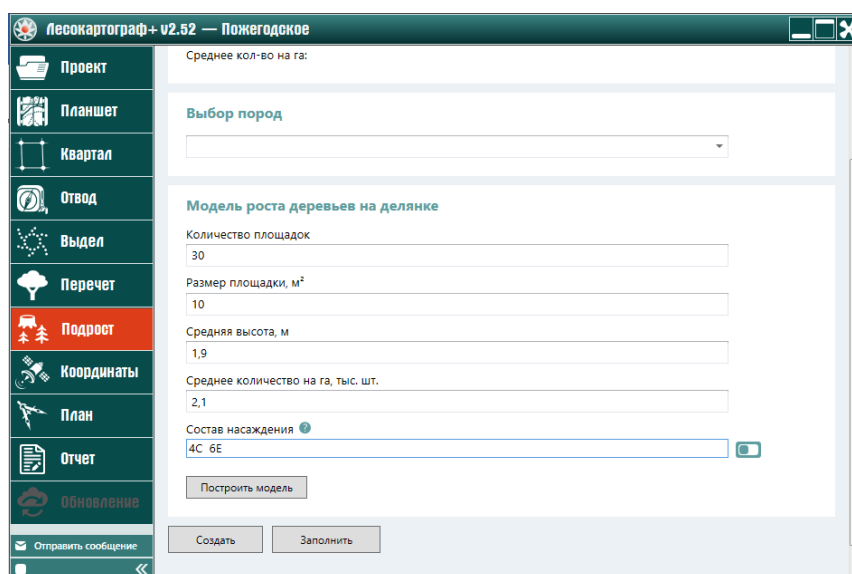 Лесокартограф+ v2.52 — Пожегодское
Проект
Планшет
Квартал
Отвод
Выдел
Перечет
Подрост
Координаты
План
Отчет
Обновление
Отправить сообщение
Среднее кол-во на га:
Выбор пород
Модель роста деревьев на делянке
Количество площадок
30
Размер площадки, м²
10
Средняя высота, м
1,9
Среднее количество на га, тыс. шт.
2,1
Состав насаждения ?
4С 6Е
Построить модель
Создать Заполнить